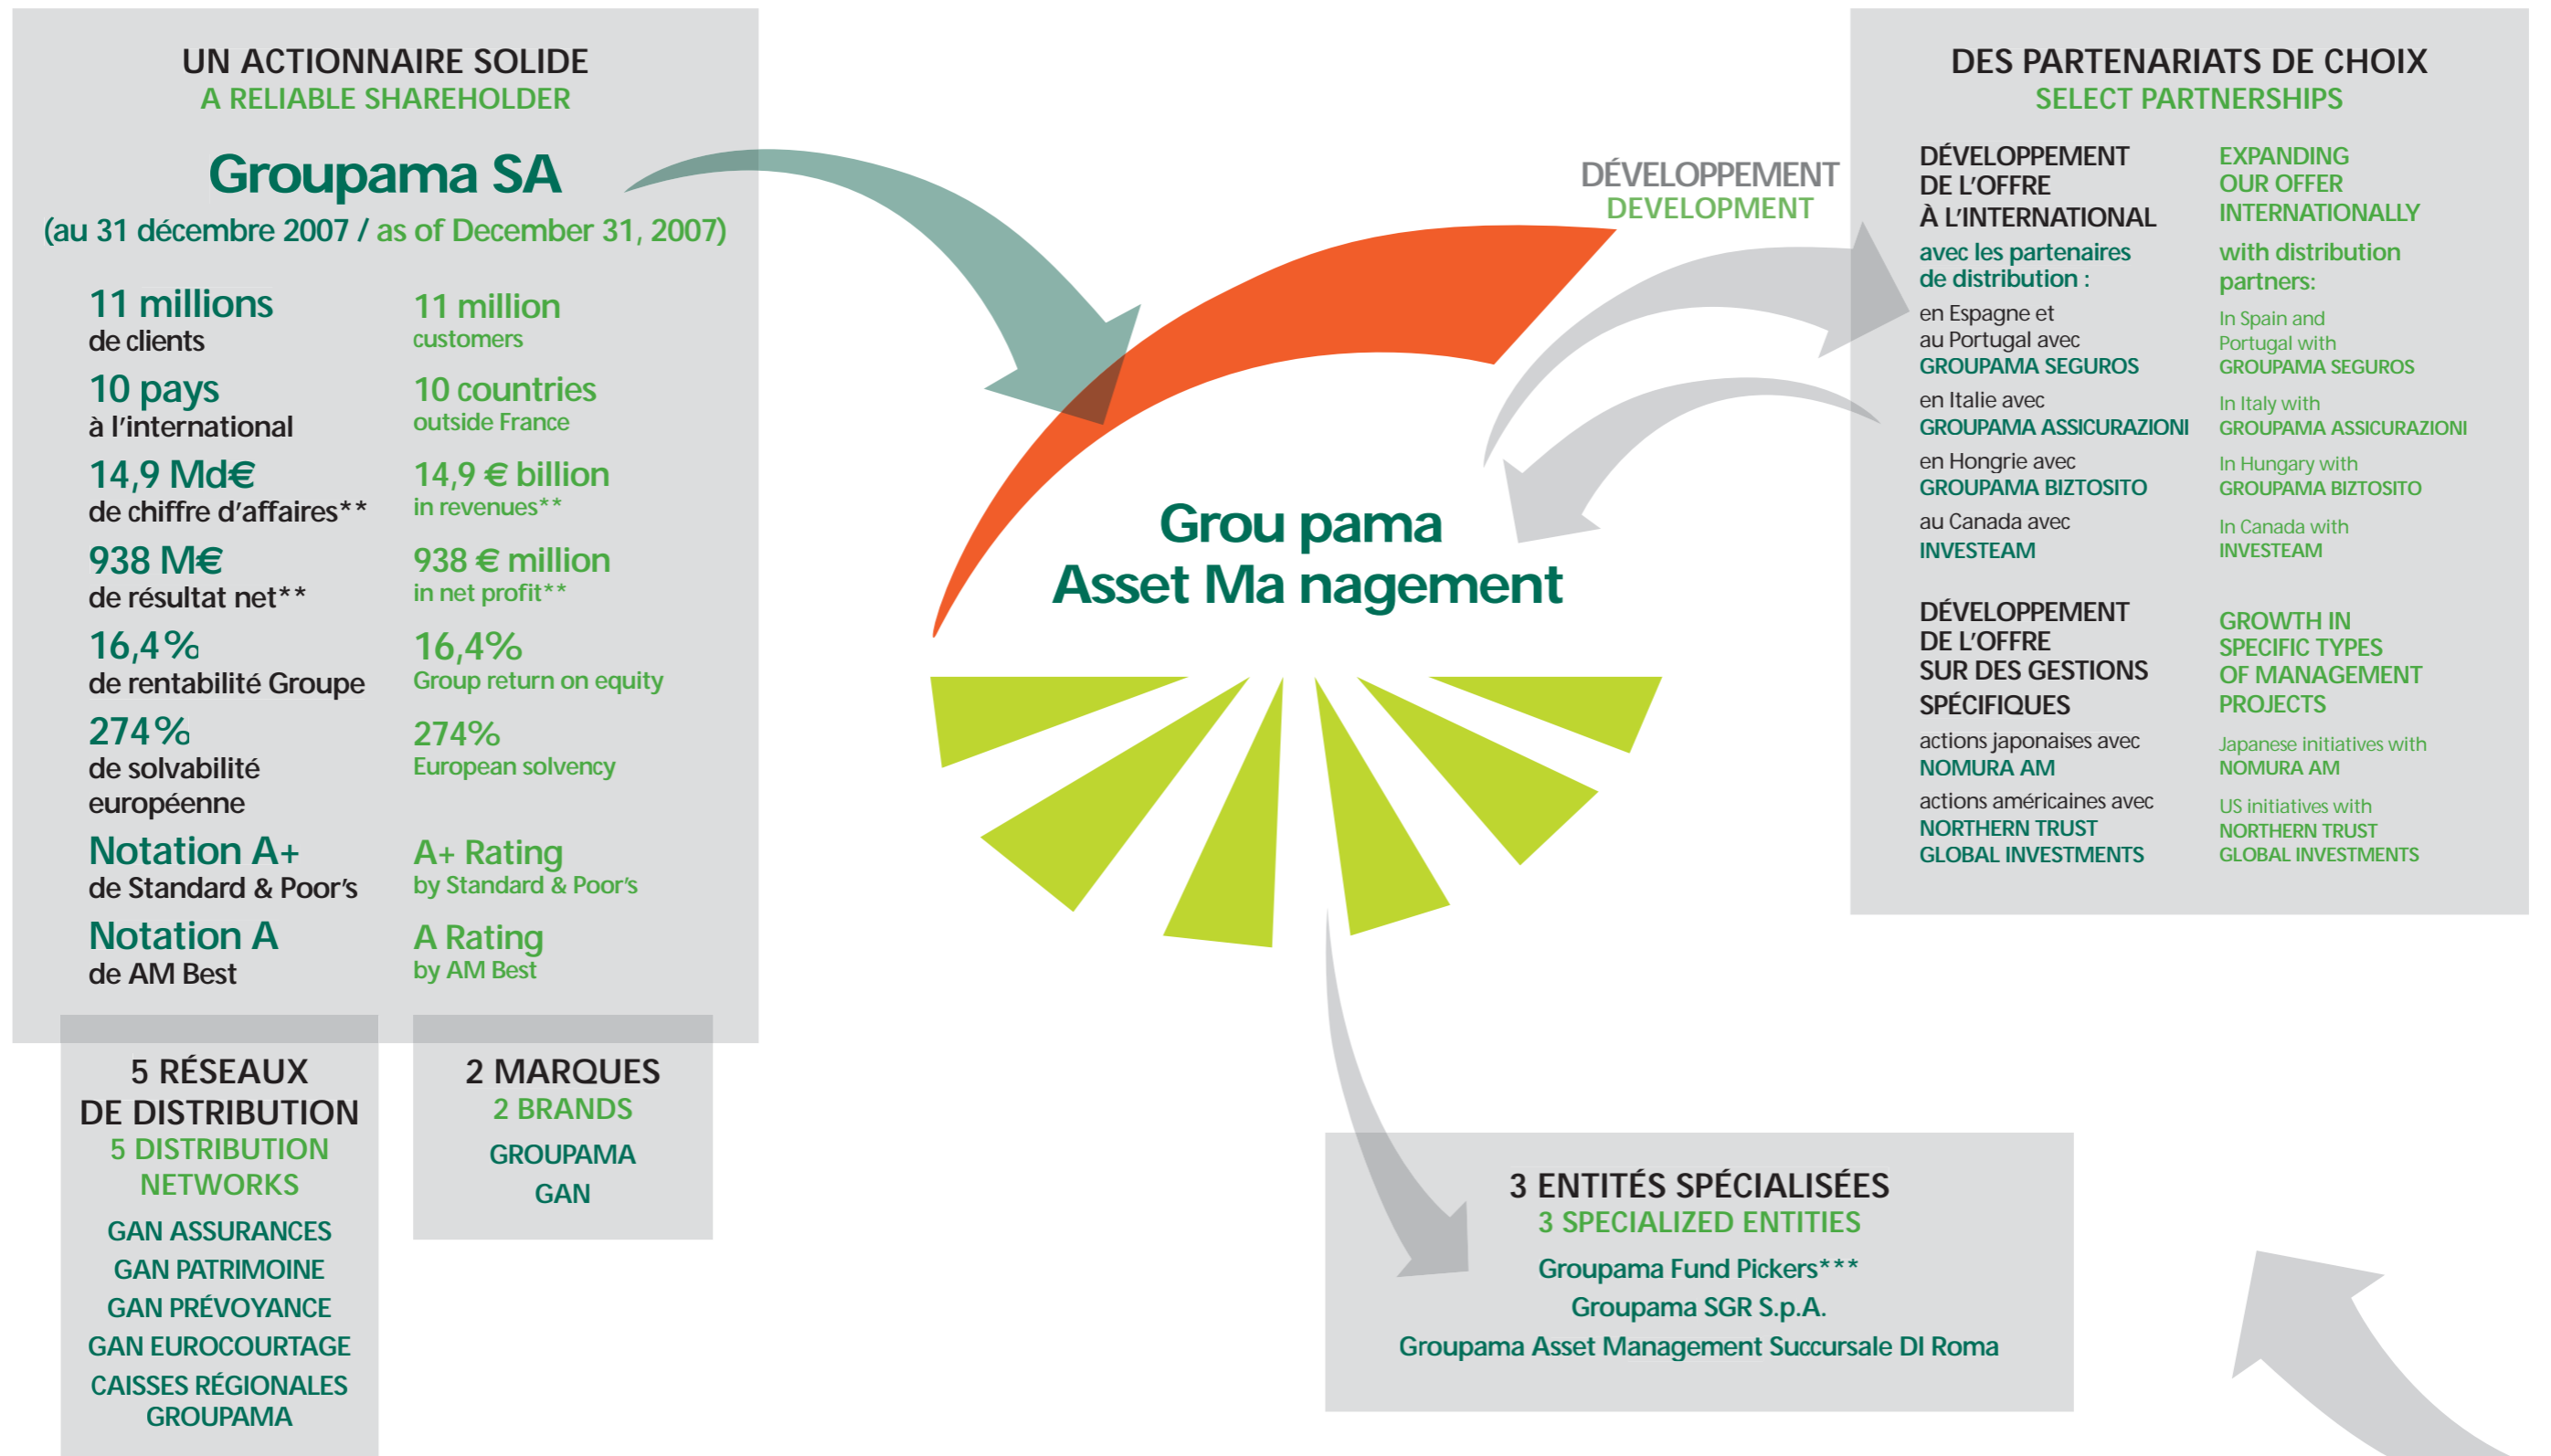 UN ACTIONNAIRE SOLIDE
A RELIABLE SHAREHOLDER
Groupama SA
(au 31 décembre 2007 / as of December 31, 2007)
11 millions
de clients
10 pays
à l'international
14,9 Md€
de chiffre d'affaires**
938 M€
de résultat net**
16,4%
de rentabilité Groupe
274%
de solvabilité
européenne
Notation A+
de Standard & Poor's
Notation A
de AM Best
11 million
customers
10 countries
outside France
14,9 € billion
in revenues**
938 € million
in net profit**
16,4%
Group return on equity
274%
European solvency
A+ Rating
by Standard & Poor's
A Rating
by AM Best
5 RÉSEAUX
DE DISTRIBUTION
5 DISTRIBUTION
NETWORKS
GAN ASSURANCES
GAN PATRIMOINE
GAN PRÉVOYANCE
GAN EUROCOURTAGE
CAISSES RÉGIONALES
GROUPAMA
2 MARQUES
2 BRANDS
GROUPAMA
GAN
Grou pama
Asset Ma nagement
DÉVELOPPEMENT
DEVELOPMENT
DES PARTENARIATS DE CHOIX
SELECT PARTNERSHIPS
DÉVELOPPEMENT
DE L'OFFRE
À L'INTERNATIONAL
avec les partenaires
de distribution :
en Espagne et
au Portugal avec
GROUPAMA SEGUROS
en Italie avec
GROUPAMA ASSICURAZIONI
en Hongrie avec
GROUPAMA BIZTOSITO
au Canada avec
INVESTEAM
DÉVELOPPEMENT
DE L'OFFRE
SUR DES GESTIONS
SPÉCIFIQUES
actions japonaises avec
NOMURA AM
actions américaines avec
NORTHERN TRUST
GLOBAL INVESTMENTS
EXPANDING
OUR OFFER
INTERNATIONALLY
with distribution
partners:
In Spain and
Portugal with
GROUPAMA SEGUROS
In Italy with
GROUPAMA ASSICURAZIONI
In Hungary with
GROUPAMA BIZTOSITO
In Canada with
INVESTEAM
GROWTH IN
SPECIFIC TYPES
OF MANAGEMENT
PROJECTS
Japanese initiatives with
NOMURA AM
US initiatives with
NORTHERN TRUST
GLOBAL INVESTMENTS
3 ENTITÉS SPÉCIALISÉES
3 SPECIALIZED ENTITIES
Groupama Fund Pickers***
Groupama SGR S.p.A.
Groupama Asset Management Succursale DI Roma